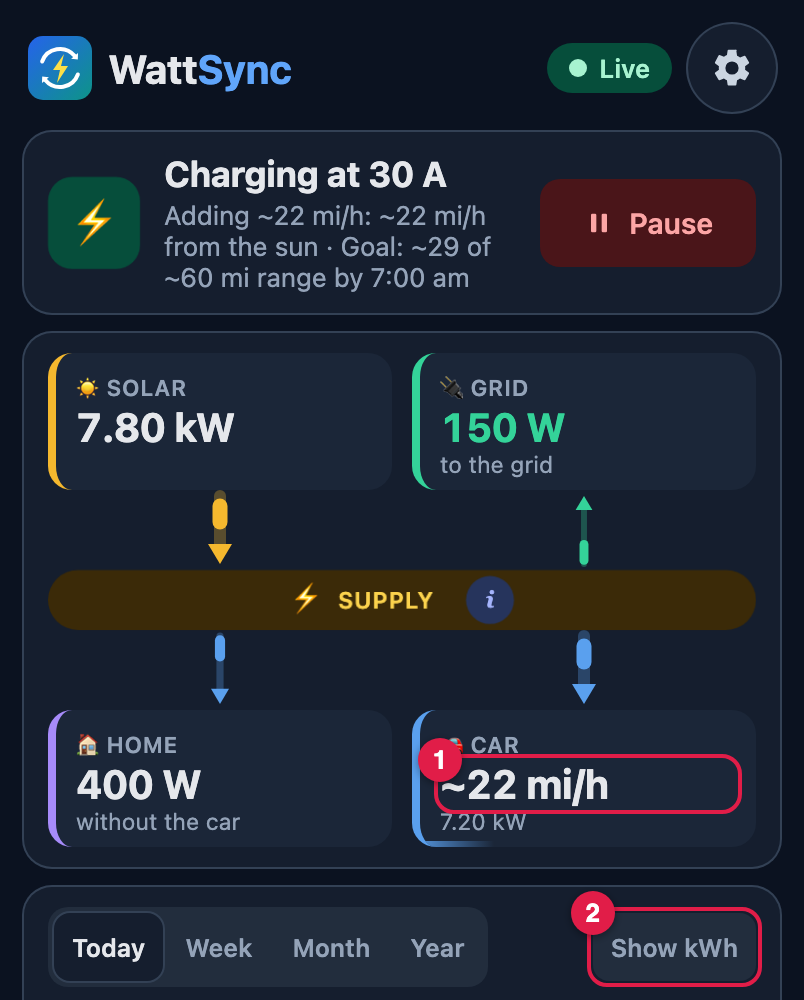 WattSync
Live
Charging at 30 A
Adding ~22 mi/h: ~22 mi/h
from the sun · Goal: ~29 of
~60 mi range by 7:00 am
Pause
SOLAR
7.80 kW
GRID
150 W
to the grid
SUPPLY
i
HOME
400 W
without the car
CAR
1
~22 mi/h
7.20 kW
Today
Week
Month
Year
2
Show kWh